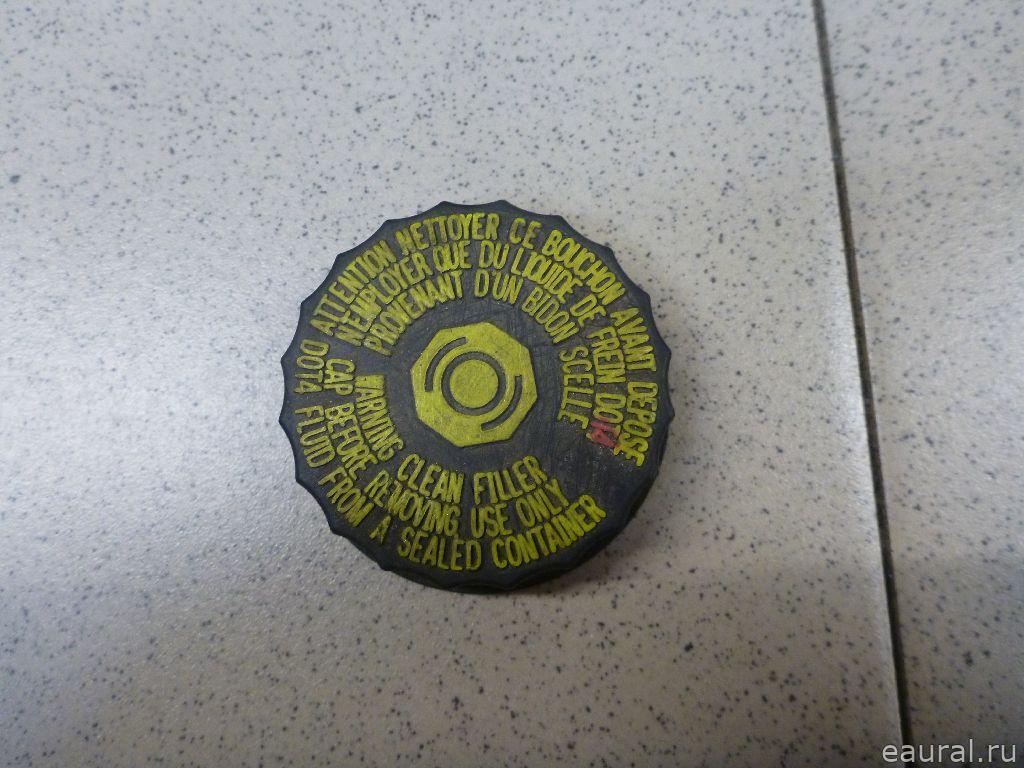 ATTENTION NETTOYER CE BOUCHON AVANT DEPOSE
N'EMPLOYER QUE DU LIQUIDE DE FREIN DOT4
PROVENANT D'UN BIDON SCELLE
WARNING CLEAN FILLER
CAP BEFORE REMOVING. USE ONLY
DOT4 FLUID FROM A SEALED CONTAINER
eaural.ru